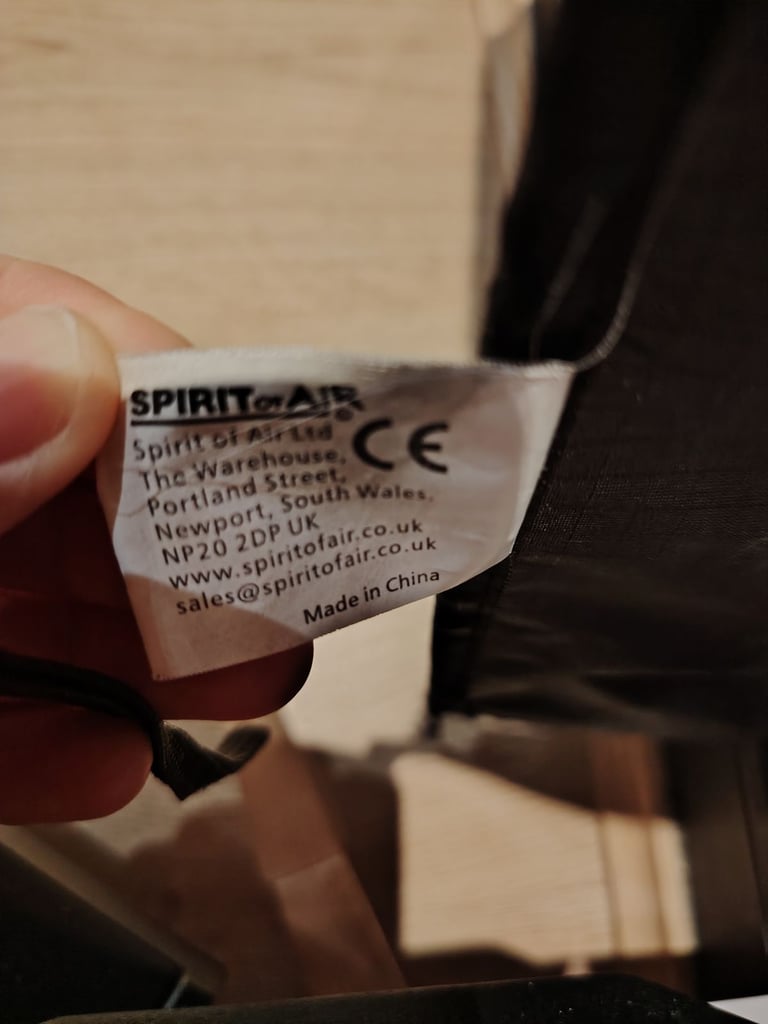 SPIRIT OF AIR®
CE
Spirit of Air Ltd
The Warehouse,
Portland Street,
Newport, South Wales,
NP20 2DP UK
www.spiritofair.co.uk
sales@spiritofair.co.uk
Made in China